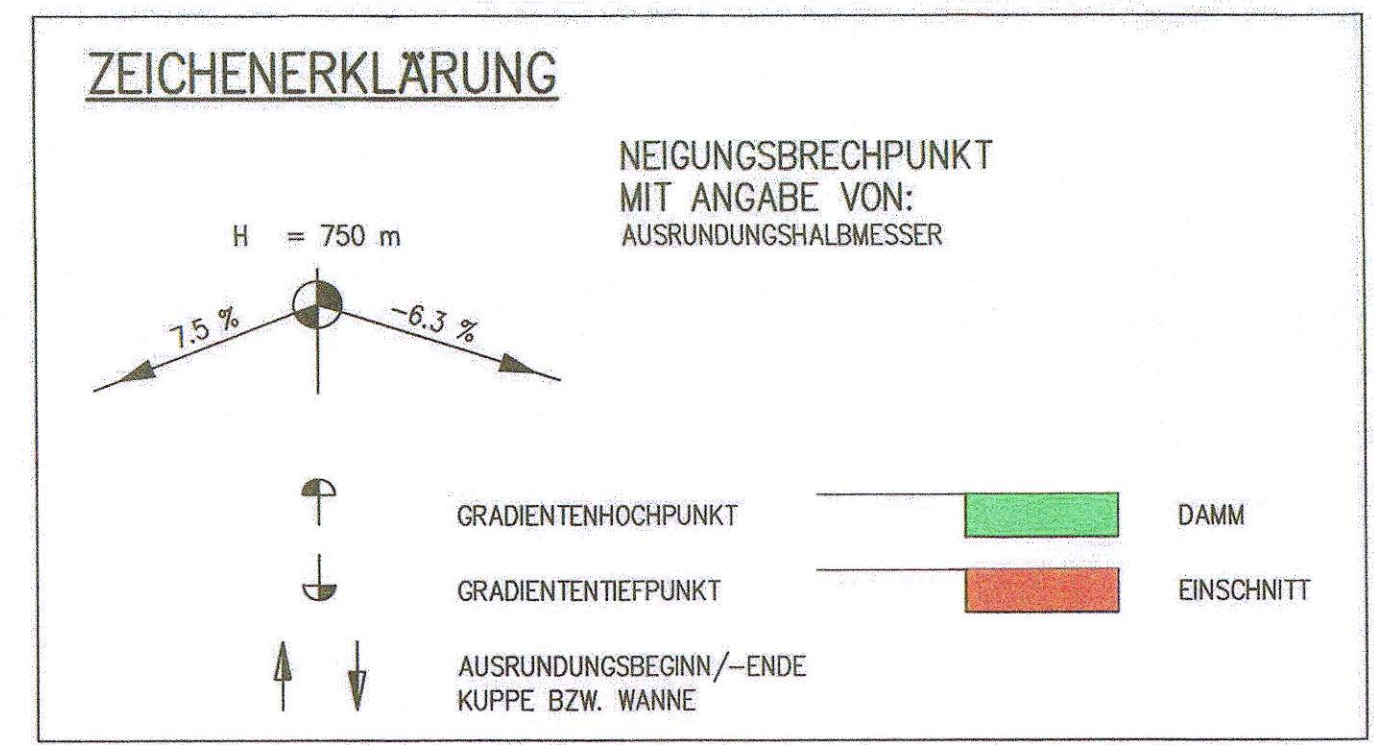 ZEICHENERKLÄRUNG
NEIGUNGSBRECHPUNKT
MIT ANGABE VON:
AUSRUNDUNGSHALBMESSER
H = 750 m
7.5 %
-6.3 %
GRADIENTENHOCHPUNKT
DAMM
GRADIENTENTIEFPUNKT
EINSCHNITT
AUSRUNDUNGSBEGINN/-ENDE
KUPPE BZW. WANNE